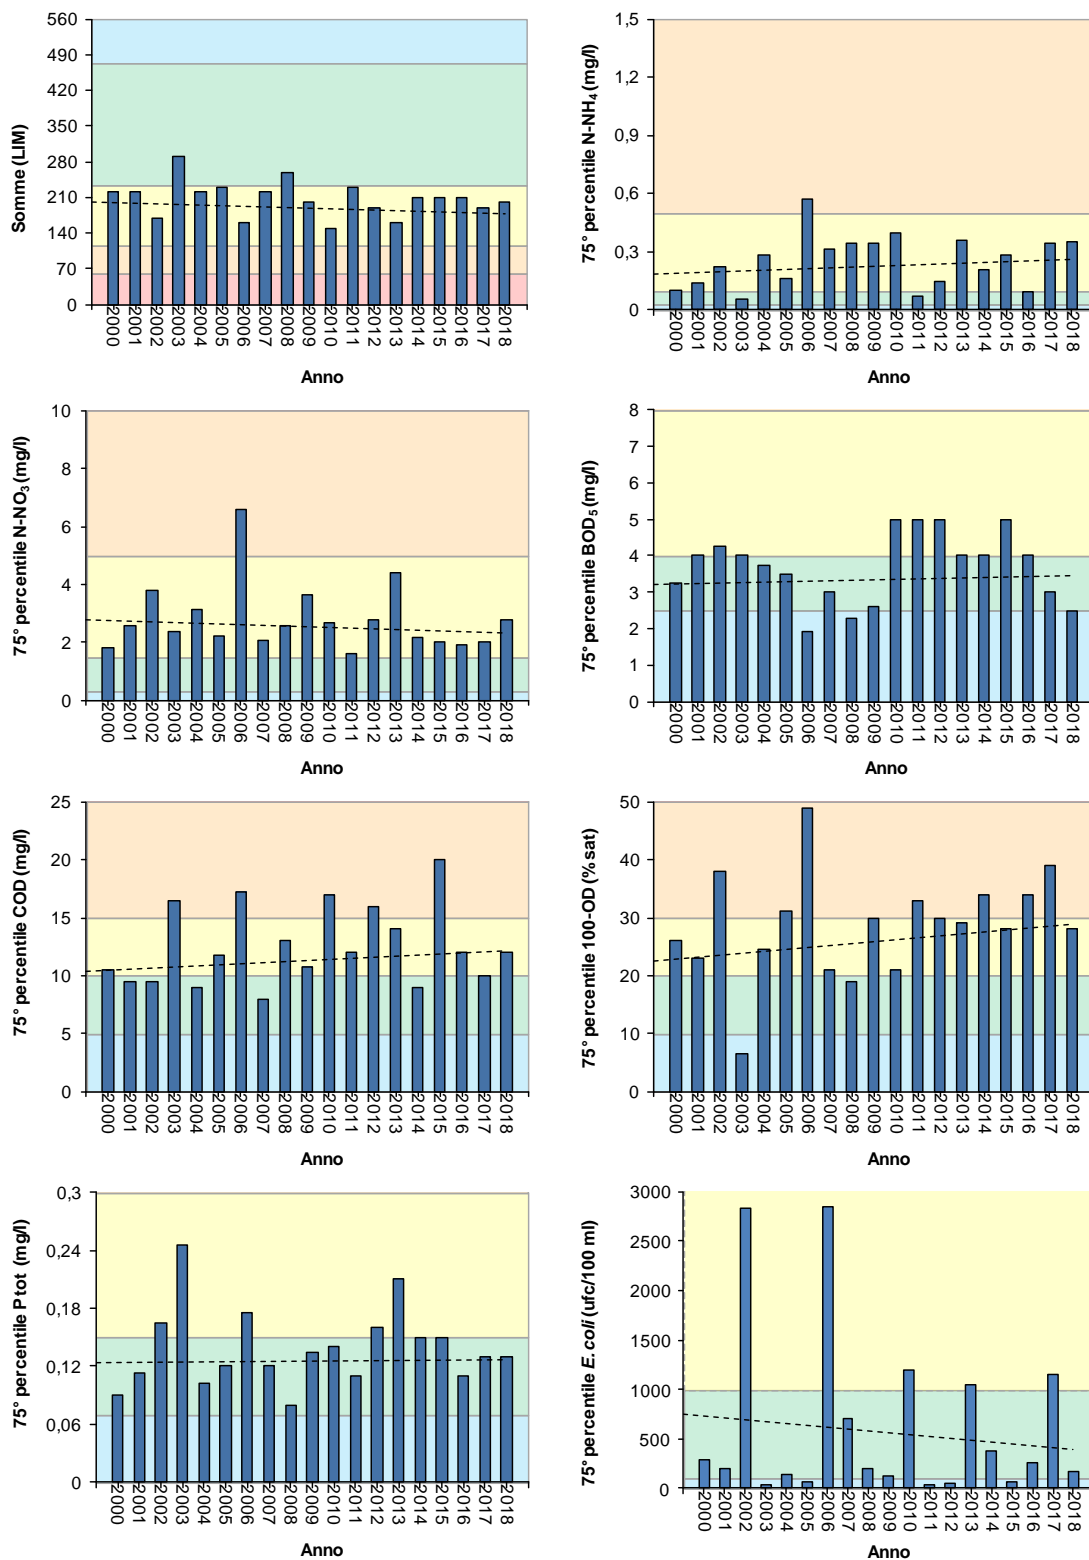 Somme (LIM)
560
490
420
350
280
210
140
70
0
2000 2001 2002 2003 2004 2005 2006 2007 2008 2009 2010 2011 2012 2013 2014 2015 2016 2017 2018
Anno
75° percentile N-NH₄ (mg/l)
1,5
1,2
0,9
0,6
0,3
0
2000 2001 2002 2003 2004 2005 2006 2007 2008 2009 2010 2011 2012 2013 2014 2015 2016 2017 2018
Anno
75° percentile N-NO₃ (mg/l)
10
8
6
4
2
0
2000 2001 2002 2003 2004 2005 2006 2007 2008 2009 2010 2011 2012 2013 2014 2015 2016 2017 2018
Anno
75° percentile BOD₅ (mg/l)
8
7
6
5
4
3
2
1
0
2000 2001 2002 2003 2004 2005 2006 2007 2008 2009 2010 2011 2012 2013 2014 2015 2016 2017 2018
Anno
75° percentile COD (mg/l)
25
20
15
10
5
0
2000 2001 2002 2003 2004 2005 2006 2007 2008 2009 2010 2011 2012 2013 2014 2015 2016 2017 2018
Anno
75° percentile 100-OD (%sat)
50
40
30
20
10
0
2000 2001 2002 2003 2004 2005 2006 2007 2008 2009 2010 2011 2012 2013 2014 2015 2016 2017 2018
Anno
75° percentile Ptot (mg/l)
0,3
0,24
0,18
0,12
0,06
0
2000 2001 2002 2003 2004 2005 2006 2007 2008 2009 2010 2011 2012 2013 2014 2015 2016 2017 2018
Anno
75° percentile E.coli (ufc/100 ml)
3000
2500
2000
1500
1000
500
0
2000 2001 2002 2003 2004 2005 2006 2007 2008 2009 2010 2011 2012 2013 2014 2015 2016 2017 2018
Anno